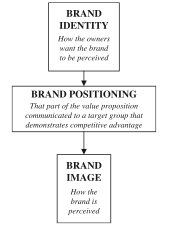 BRAND
IDENTITY
How the owners
want the brand
to be perceived
BRAND POSITIONING
That part of the value proposition
communicated to a target group that
demonstrates competitive advantage
BRAND
IMAGE
How the
brand is
perceived